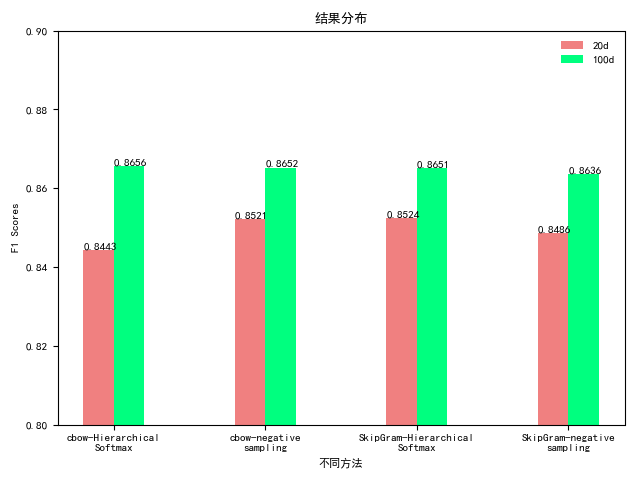 结果分布
0.90
20d
100d
0.88
0.86
0.84
0.82
0.80
F1 Scores
0.8443
0.8656
0.8521
0.8652
0.8524
0.8651
0.8486
0.8636
cbow-Hierarchical
Softmax
cbow-negative
sampling
SkipGram-Hierarchical
Softmax
SkipGram-negative
sampling
不同方法